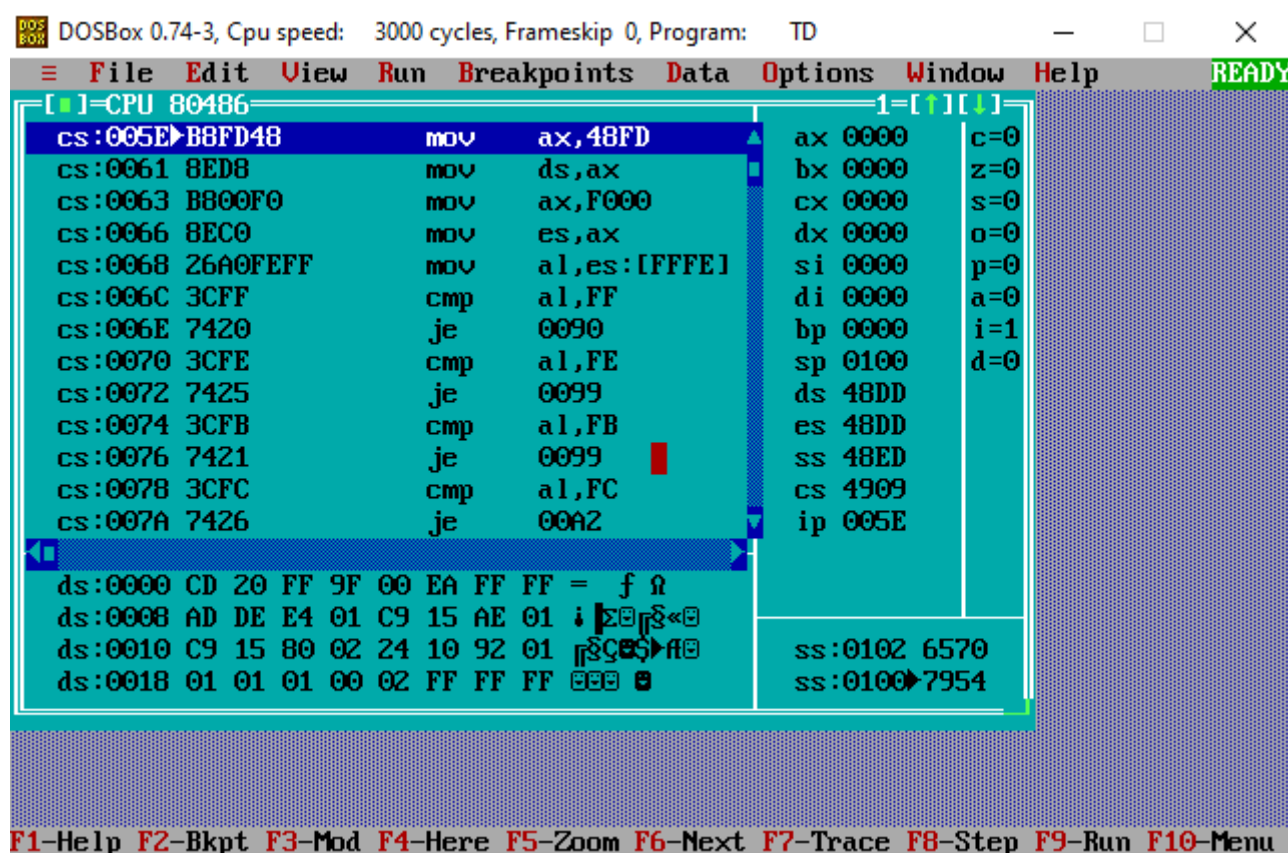 DOSBox 0.74-3, Cpu speed: 3000 cycles, Frameskip 0, Program: TD
≡ File Edit View Run Breakpoints Data Options Window Help READY
[■]=CPU 80486 1=[↑][↓]
cs:005E►B8FD48 mov ax,48FD ax 0000 c=0
cs:0061 8ED8 mov ds,ax bx 0000 z=0
cs:0063 B800F0 mov ax,F000 cx 0000 s=0
cs:0066 8EC0 mov es,ax dx 0000 o=0
cs:0068 26A0FEFF mov al,es:[FFFE] si 0000 p=0
cs:006C 3CFF cmp al,FF di 0000 a=0
cs:006E 7420 je 0090 bp 0000 i=1
cs:0070 3CFE cmp al,FE sp 0100 d=0
cs:0072 7425 je 0099 ds 48DD
cs:0074 3CFB cmp al,FB es 48DD
cs:0076 7421 je 0099 ss 48ED
cs:0078 3CFC cmp al,FC cs 4909
cs:007A 7426 je 00A2 ip 005E
ds:0000 CD 20 FF 9F 00 EA FF FF = ƒ Ω
ds:0008 AD DE E4 01 C9 15 AE 01 ¡▐Σ☺╔§«☺
ds:0010 C9 15 80 02 24 10 92 01 ╔§Ç☻$►Æ☺ ss:0102 6570
ds:0018 01 01 01 00 02 FF FF FF ☺☺☺ ☻ ss:0100►7954
F1-Help F2-Bkpt F3-Mod F4-Here F5-Zoom F6-Next F7-Trace F8-Step F9-Run F10-Menu